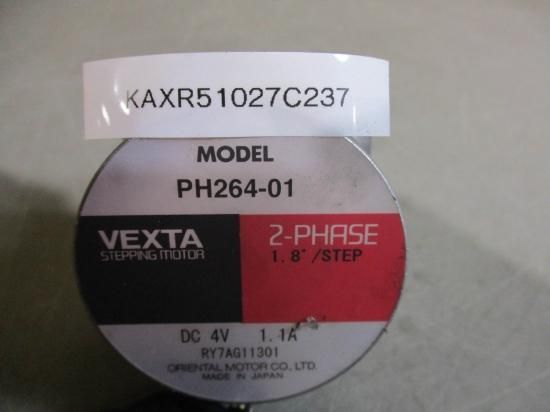 KAXR51027C237
MODEL
PH264-01
VEXTA
STEPPING MOTOR
2-PHASE
1.8°/STEP
DC 4V 1.1A
RY7AG11301
ORIENTAL MOTOR CO., LTD.
MADE IN JAPAN